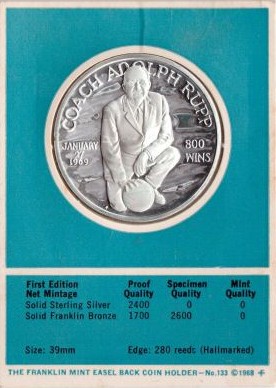 COACH ADOLPH RUPP
JANUARY 27 1969
800 WINS
First Edition Net Mintage Proof Quality Specimen Quality Mint Quality
Solid Sterling Silver 2400 0 0
Solid Franklin Bronze 1700 2600 0
Size: 39mm Edge: 280 reeds (Hallmarked)
THE FRANKLIN MINT EASEL BACK COIN HOLDER—No. 133 ©1968